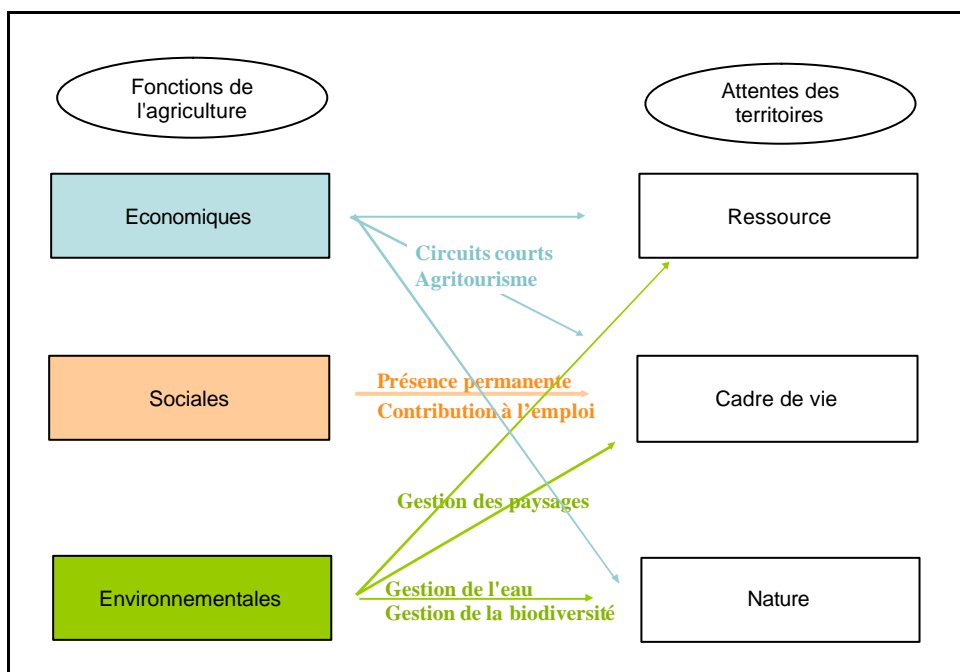 Fonctions de
l'agriculture
Attentes des
territoires
Economiques
Ressource
Circuits courts
Agritourisme
Sociales
Présence permanente
Contribution à l’emploi
Cadre de vie
Gestion des paysages
Environnementales
Gestion de l'eau
Gestion de la biodiversité
Nature